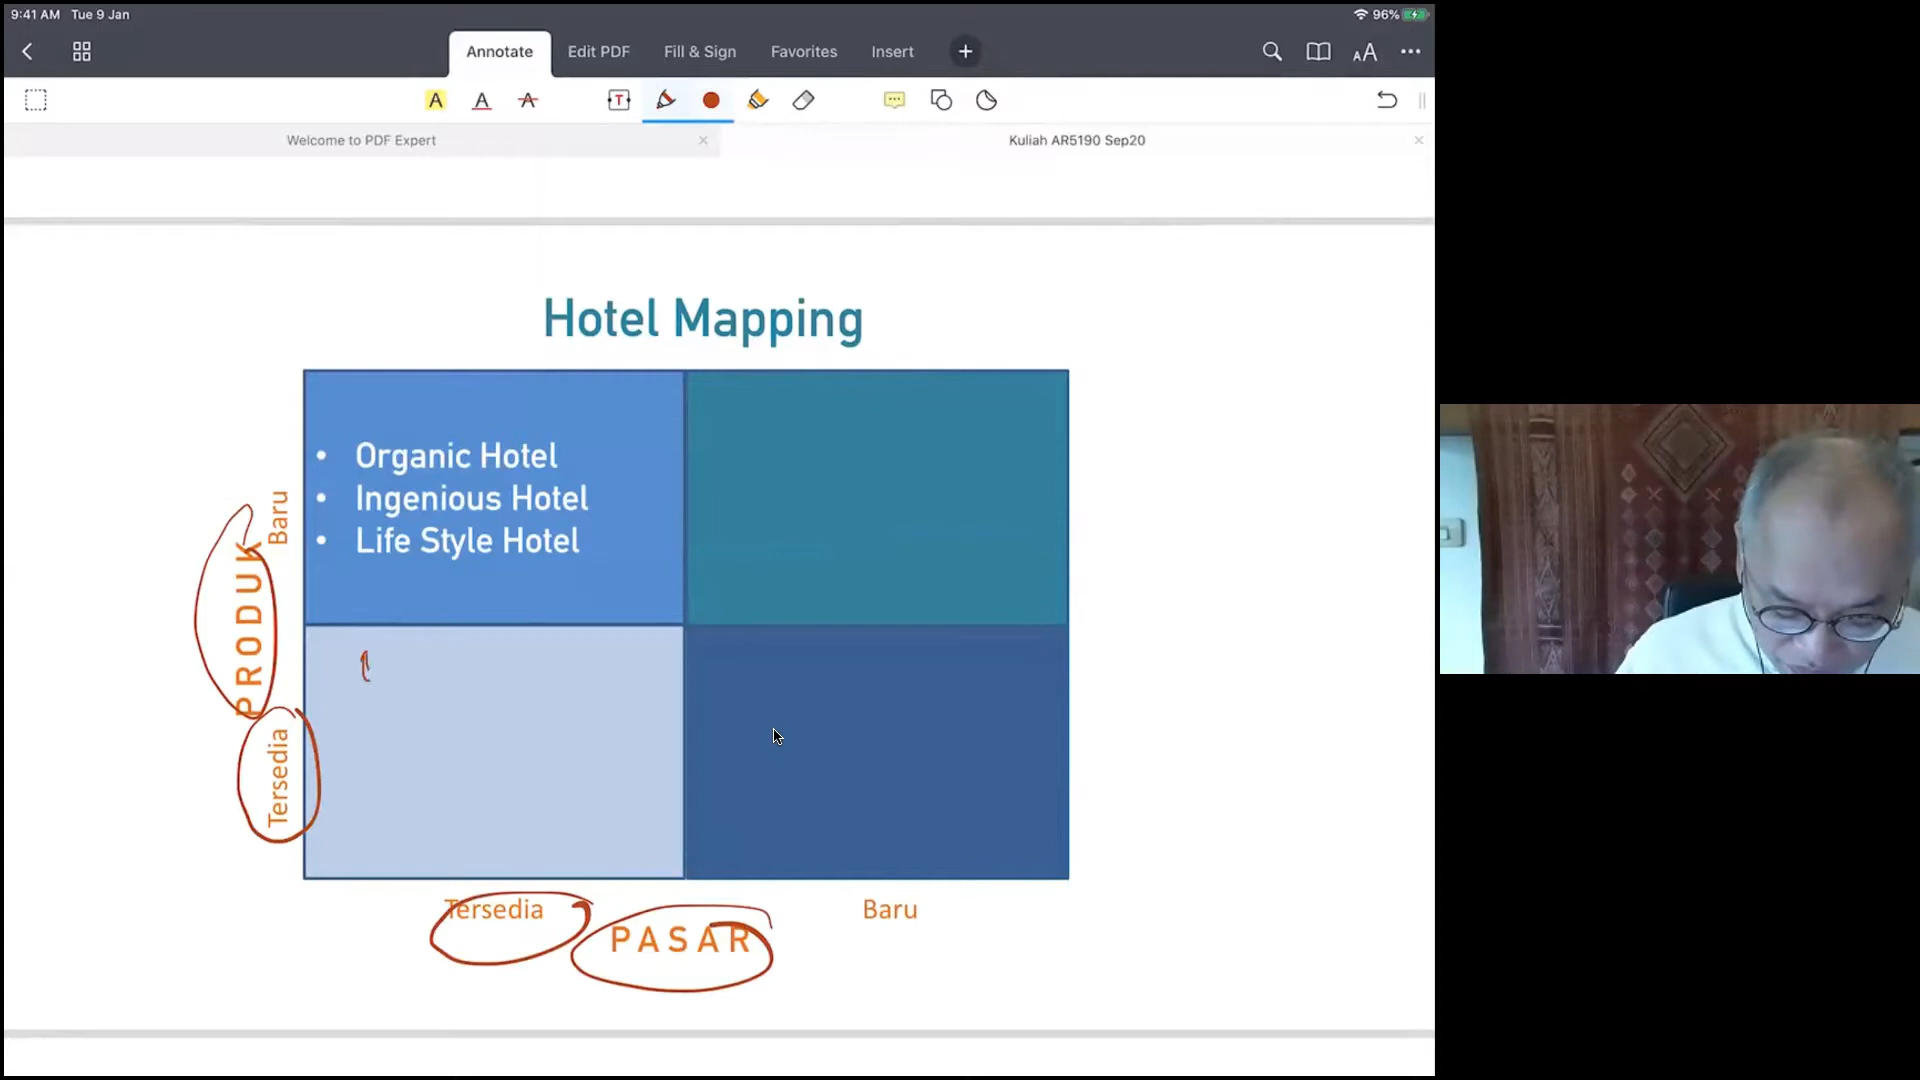 9:41 AM Tue 9 Jan
96%
Annotate
Edit PDF
Fill & Sign
Favorites
Insert
Welcome to PDF Expert
Kuliah AR5190 Sep20
Hotel Mapping
• Organic Hotel
• Ingenious Hotel
• Life Style Hotel
Baru
PRODUK
Tersedia
Tersedia
Baru
PASAR